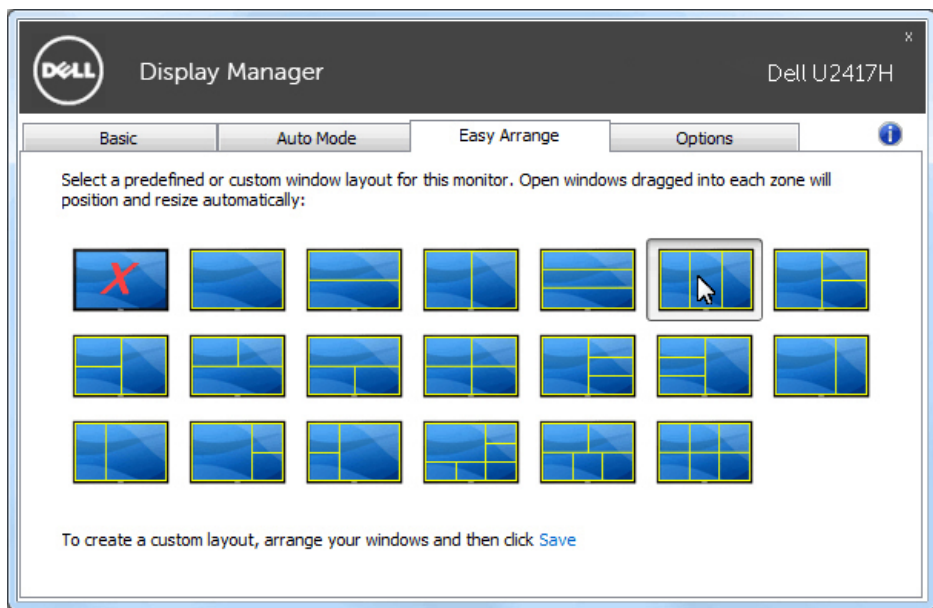 x
DELL
Display Manager
Dell U2417H
Basic
Auto Mode
Easy Arrange
Options
Select a predefined or custom window layout for this monitor. Open windows dragged into each zone will
position and resize automatically:
To create a custom layout, arrange your windows and then click Save